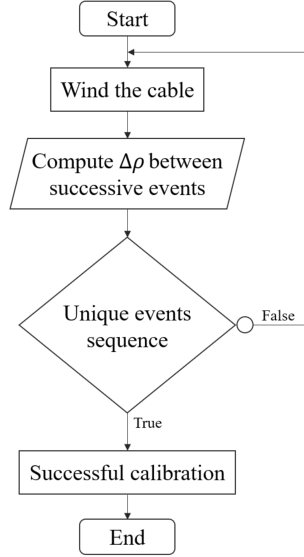 Start
Wind the cable
Compute Δρ between
successive events
Unique events
sequence
False
True
Successful calibration
End